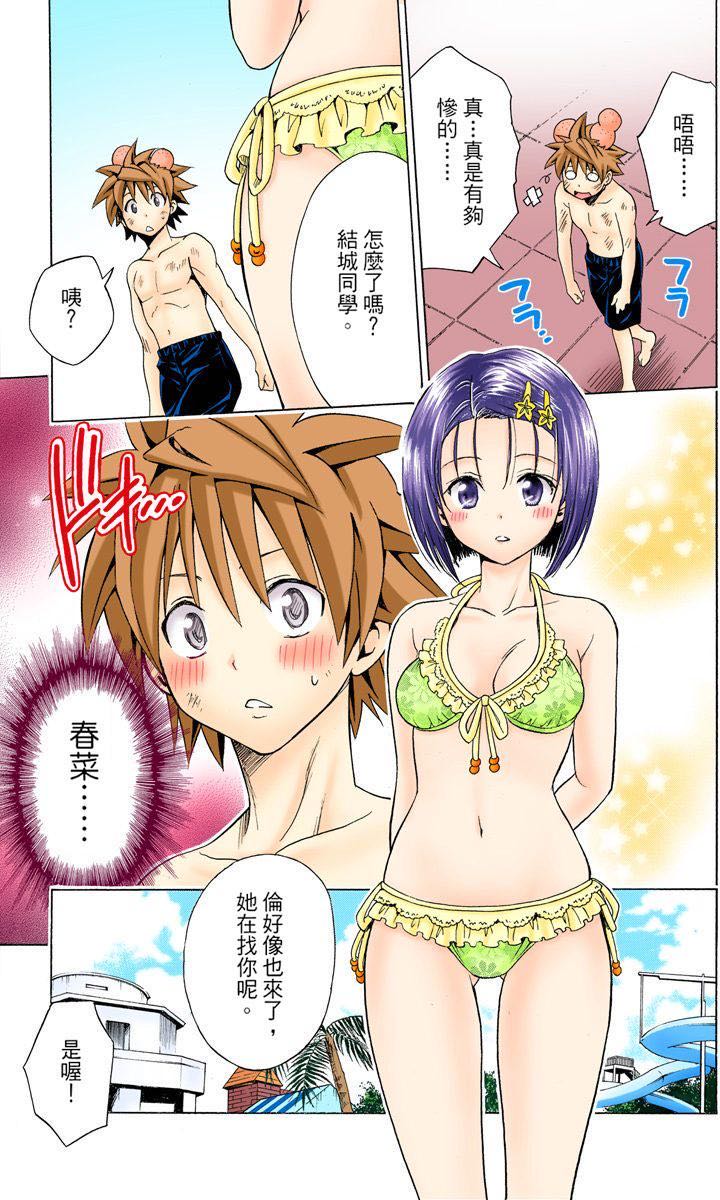 唔唔……
真…真是有夠
慘的……
フラ
フラ
怎麼了嗎?
結城同學。
咦?
ドキ…
春菜……
倫好像也來了,
她在找你呢。
是喔!